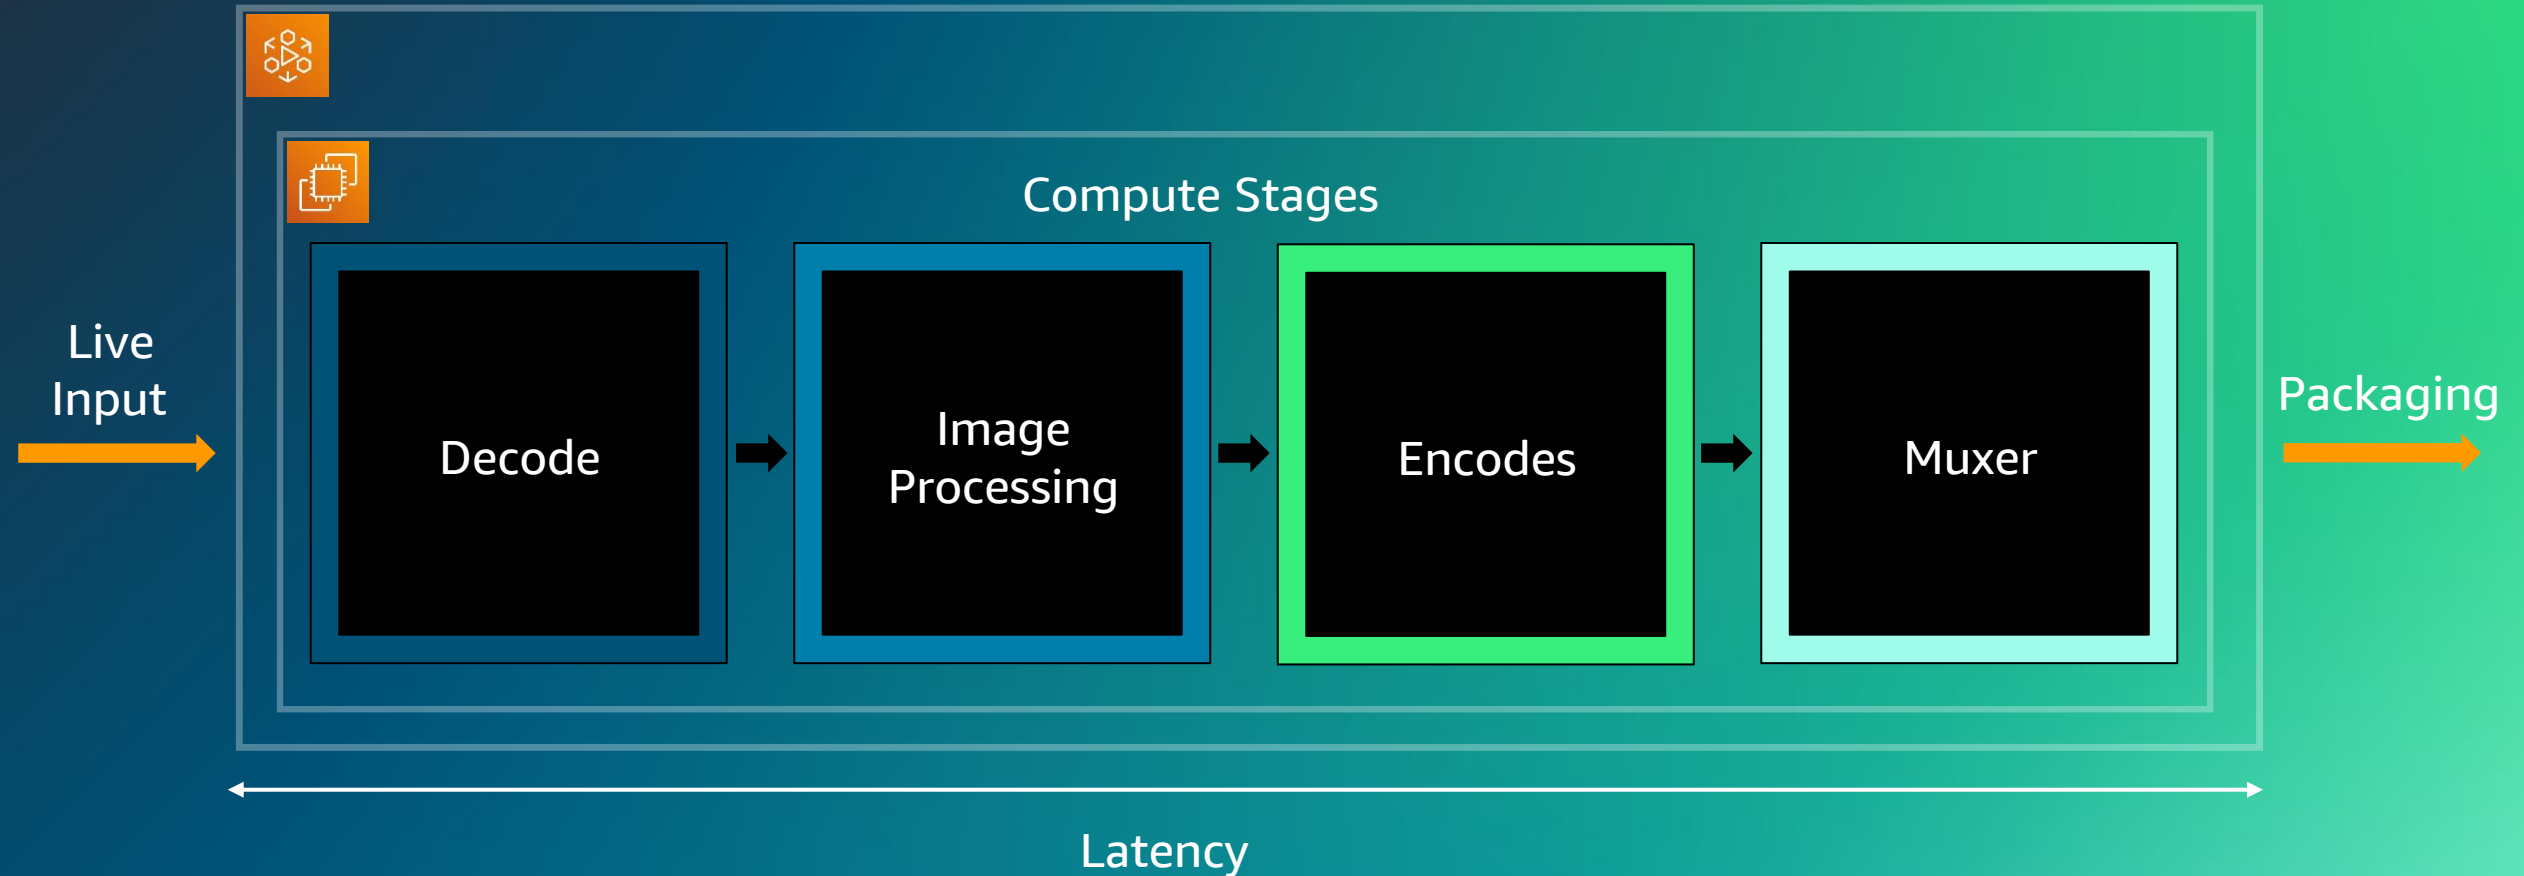 Compute Stages
Live
Input
Decode
Image
Processing
Encodes
Muxer
Packaging
Latency